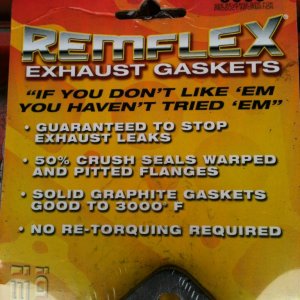 REMFLEX
EXHAUST GASKETS
"IF YOU DON'T LIKE 'EM
YOU HAVEN'T TRIED 'EM"
• GUARANTEED TO STOP
EXHAUST LEAKS
• 50% CRUSH SEALS WARPED
AND PITTED FLANGES
• SOLID GRAPHITE GASKETS
GOOD TO 3000° F
• NO RE-TORQUING REQUIRED